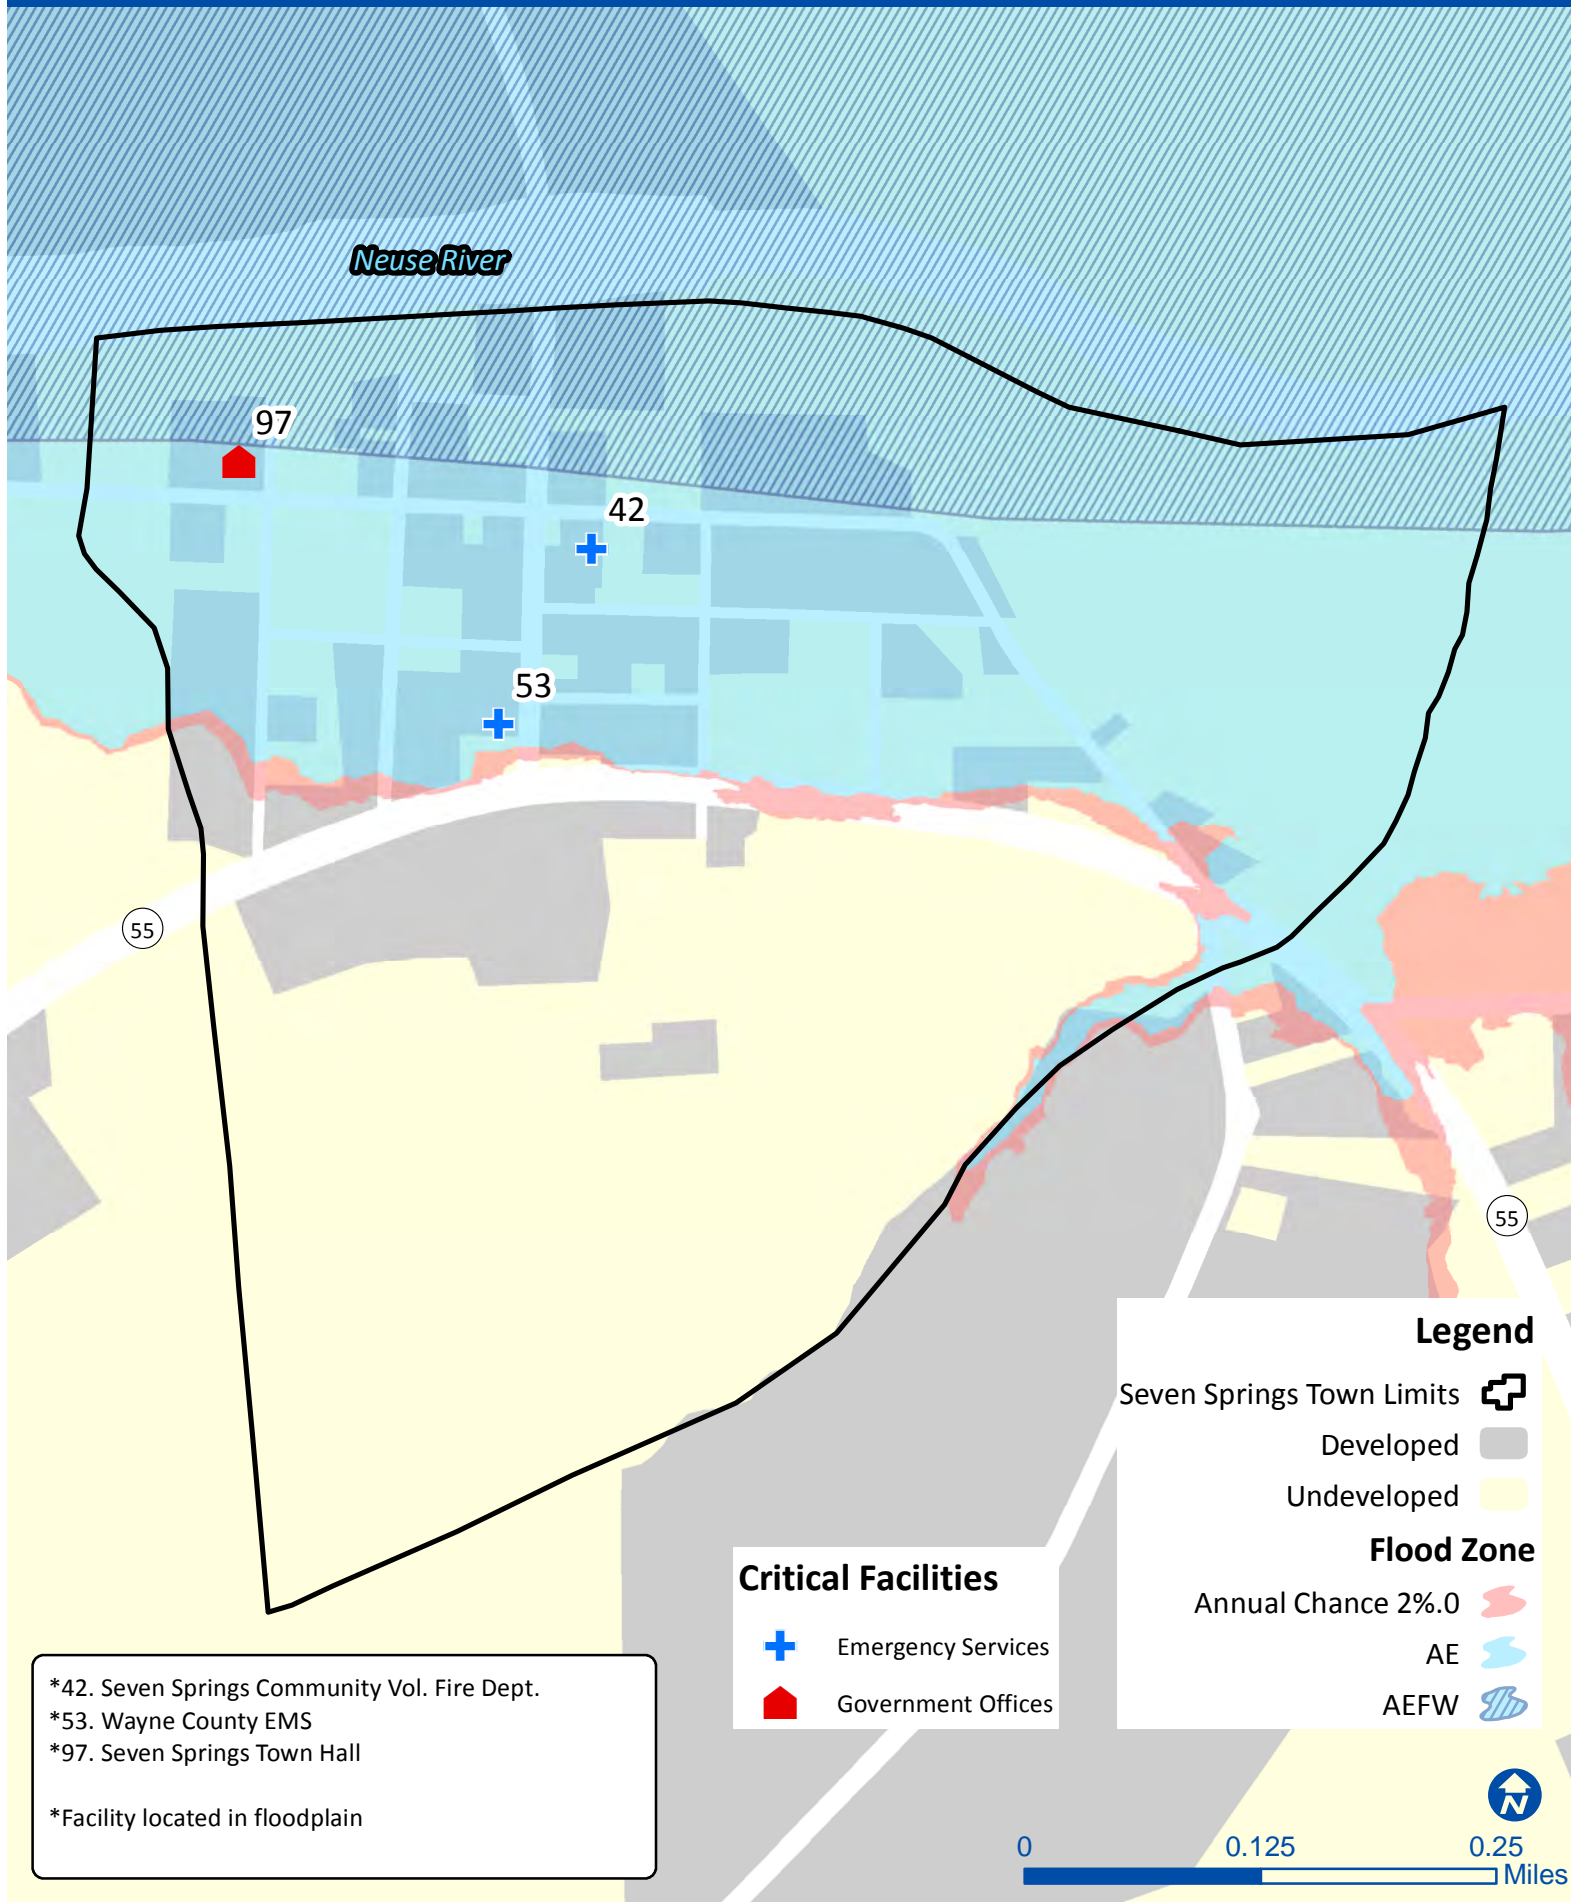 Neuse River
97
42
53
55
55
Legend
Seven Springs Town Limits
Developed
Undeveloped
Flood Zone
Annual Chance 2%.0
AE
AEFW
Critical Facilities
Emergency Services
Government Offices
*42. Seven Springs Community Vol. Fire Dept.
*53. Wayne County EMS
*97. Seven Springs Town Hall
*Facility located in floodplain
N
0 0.125 0.25
Miles